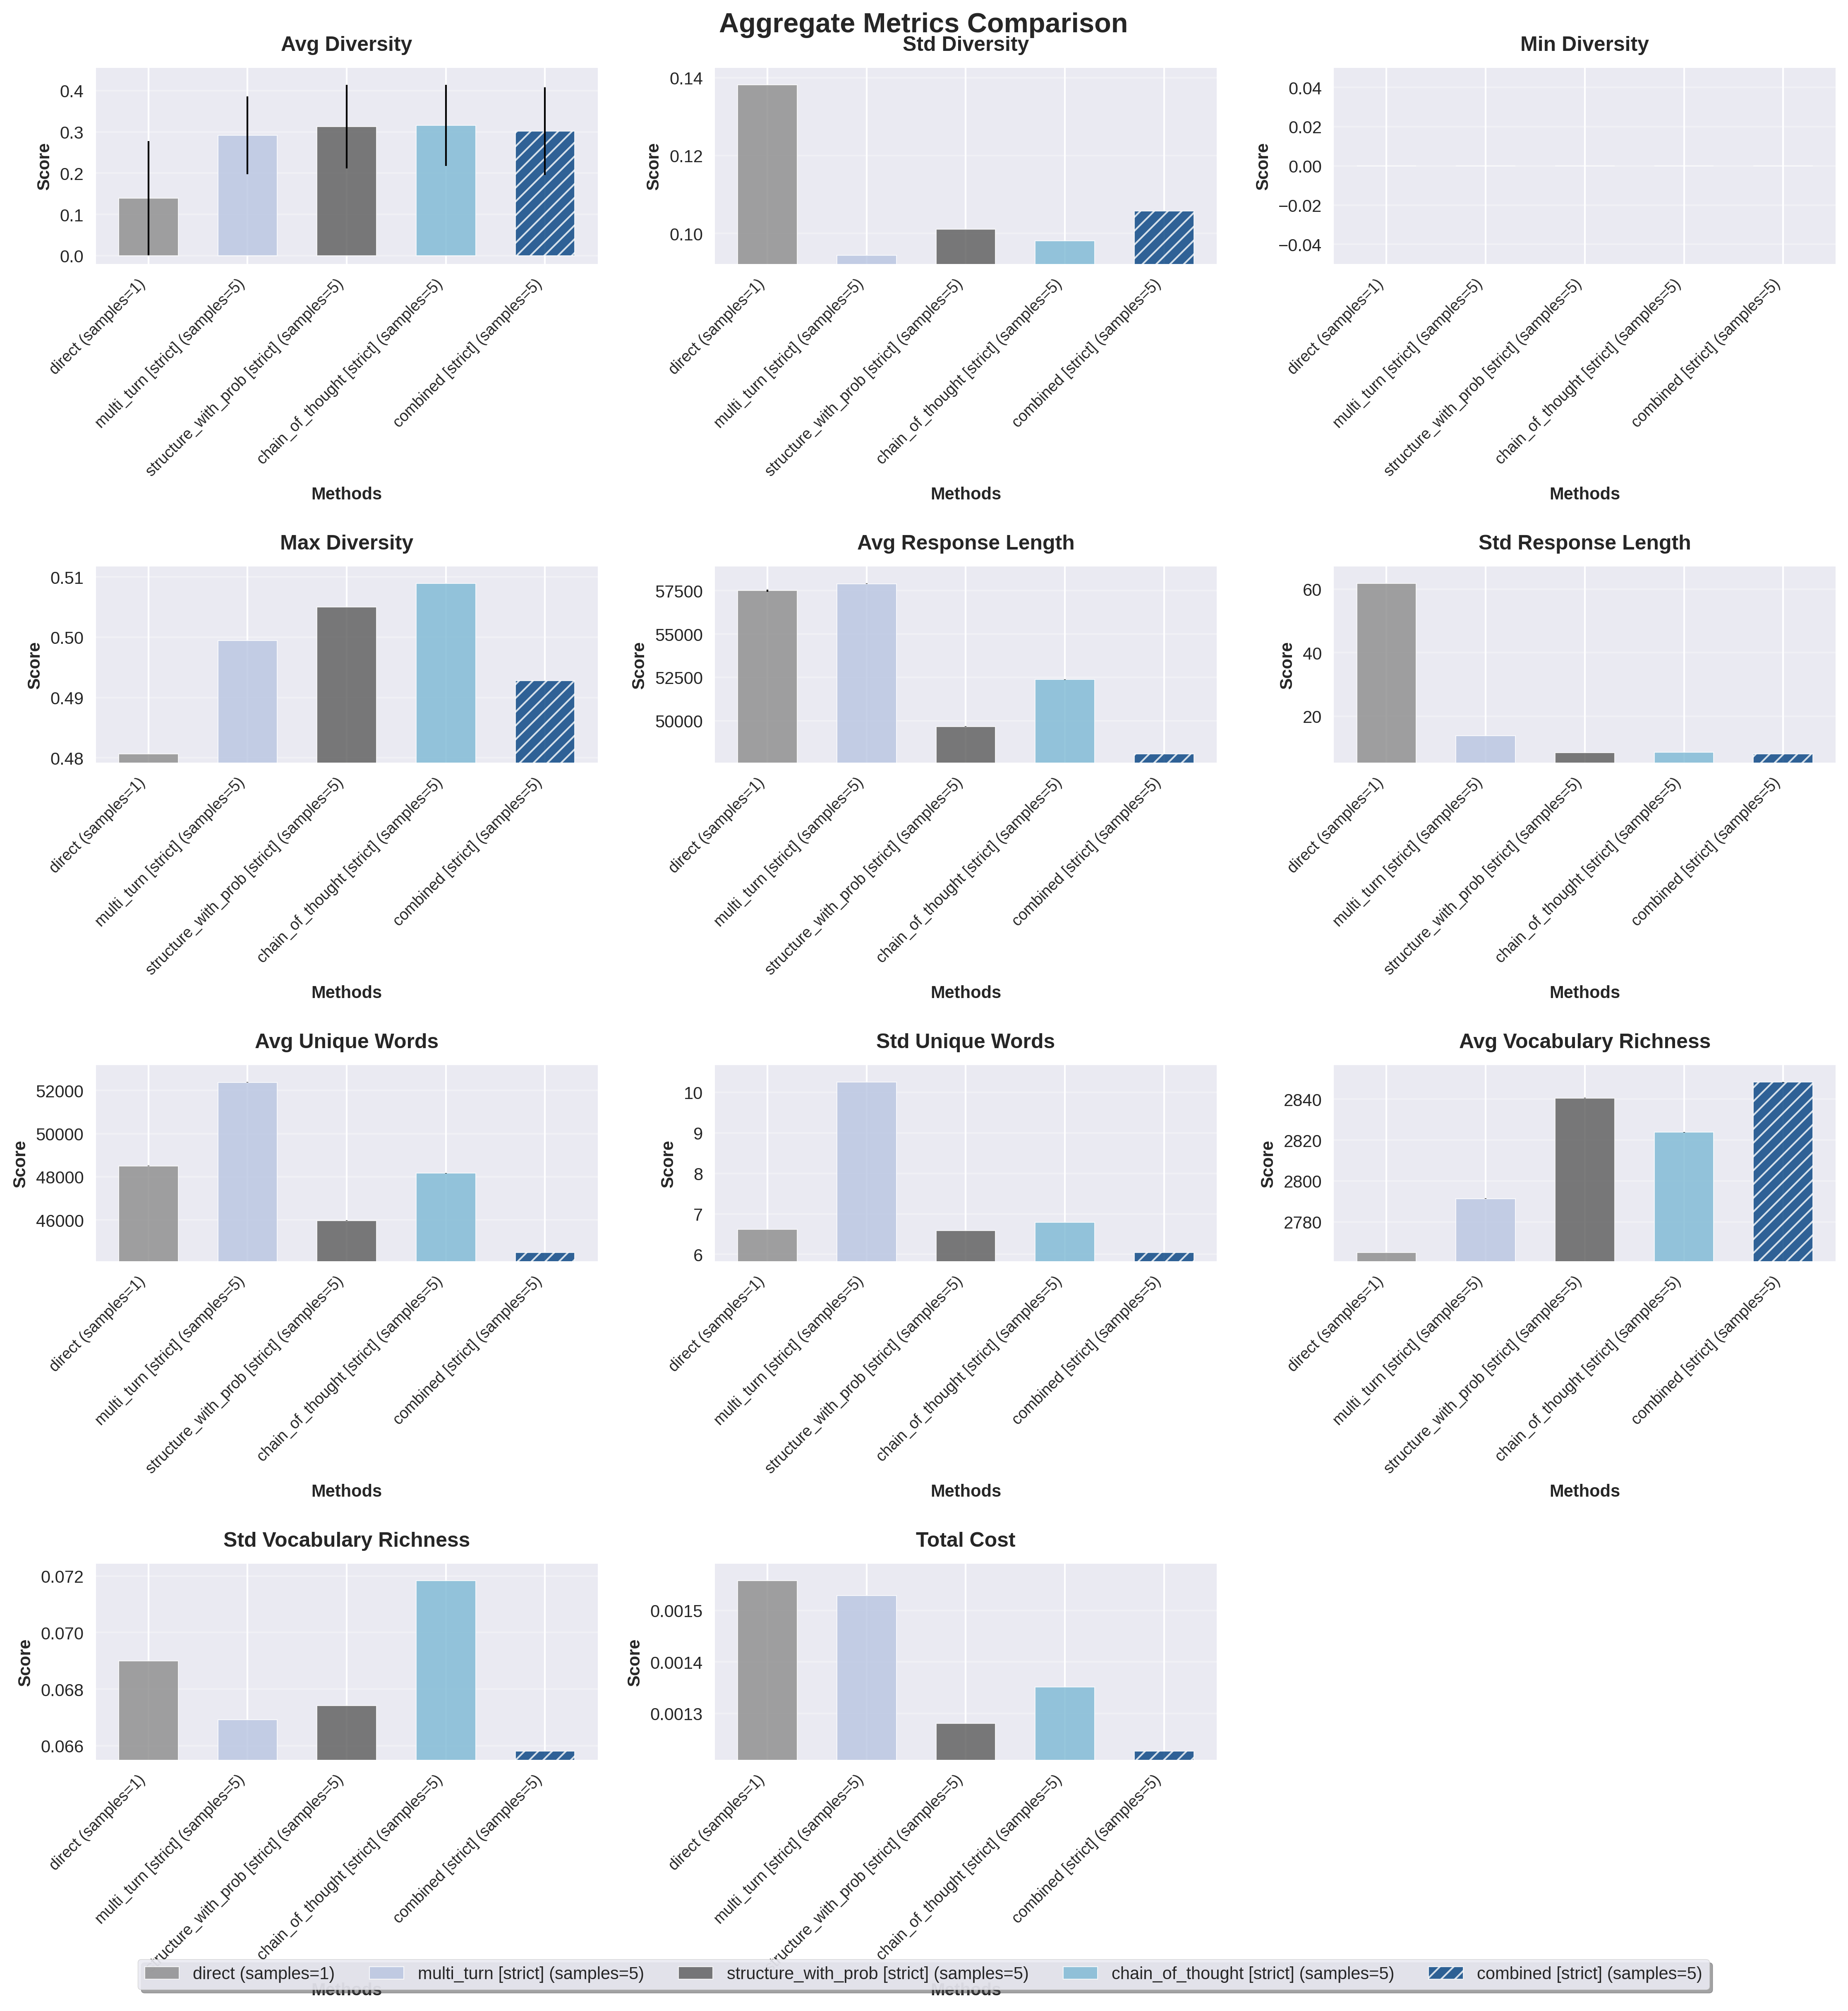 Aggregate Metrics Comparison
Avg Diversity
Score
0.4
0.3
0.2
0.1
0.0
direct (samples=1)
multi_turn [strict] (samples=5)
structure_with_prob [strict] (samples=5)
chain_of_thought [strict] (samples=5)
combined [strict] (samples=5)
Methods
Std Diversity
Score
0.14
0.12
0.10
direct (samples=1)
multi_turn [strict] (samples=5)
structure_with_prob [strict] (samples=5)
chain_of_thought [strict] (samples=5)
combined [strict] (samples=5)
Methods
Min Diversity
Score
0.04
0.02
0.00
−0.02
−0.04
direct (samples=1)
multi_turn [strict] (samples=5)
structure_with_prob [strict] (samples=5)
chain_of_thought [strict] (samples=5)
combined [strict] (samples=5)
Methods
Max Diversity
Score
0.51
0.50
0.49
0.48
direct (samples=1)
multi_turn [strict] (samples=5)
structure_with_prob [strict] (samples=5)
chain_of_thought [strict] (samples=5)
combined [strict] (samples=5)
Methods
Avg Response Length
Score
57500
55000
52500
50000
direct (samples=1)
multi_turn [strict] (samples=5)
structure_with_prob [strict] (samples=5)
chain_of_thought [strict] (samples=5)
combined [strict] (samples=5)
Methods
Std Response Length
Score
60
40
20
direct (samples=1)
multi_turn [strict] (samples=5)
structure_with_prob [strict] (samples=5)
chain_of_thought [strict] (samples=5)
combined [strict] (samples=5)
Methods
Avg Unique Words
Score
52000
50000
48000
46000
direct (samples=1)
multi_turn [strict] (samples=5)
structure_with_prob [strict] (samples=5)
chain_of_thought [strict] (samples=5)
combined [strict] (samples=5)
Methods
Std Unique Words
Score
10
9
8
7
6
direct (samples=1)
multi_turn [strict] (samples=5)
structure_with_prob [strict] (samples=5)
chain_of_thought [strict] (samples=5)
combined [strict] (samples=5)
Methods
Avg Vocabulary Richness
Score
2840
2820
2800
2780
direct (samples=1)
multi_turn [strict] (samples=5)
structure_with_prob [strict] (samples=5)
chain_of_thought [strict] (samples=5)
combined [strict] (samples=5)
Methods
Std Vocabulary Richness
Score
0.072
0.070
0.068
0.066
direct (samples=1)
multi_turn [strict] (samples=5)
structure_with_prob [strict] (samples=5)
chain_of_thought [strict] (samples=5)
combined [strict] (samples=5)
Methods
Total Cost
Score
0.0015
0.0014
0.0013
direct (samples=1)
multi_turn [strict] (samples=5)
structure_with_prob [strict] (samples=5)
chain_of_thought [strict] (samples=5)
combined [strict] (samples=5)
Methods
direct (samples=1)
multi_turn [strict] (samples=5)
structure_with_prob [strict] (samples=5)
chain_of_thought [strict] (samples=5)
combined [strict] (samples=5)